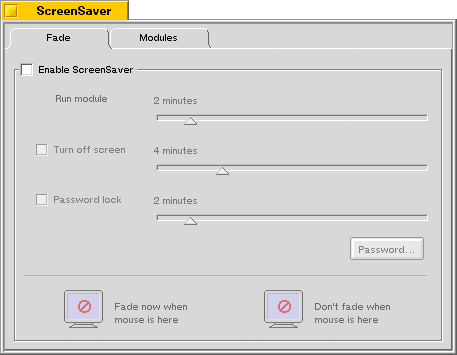 ScreenSaver
Fade
Modules
Enable ScreenSaver
Run module
2 minutes
Turn off screen
4 minutes
Password lock
2 minutes
Password...
Fade now when
mouse is here
Don't fade when
mouse is here